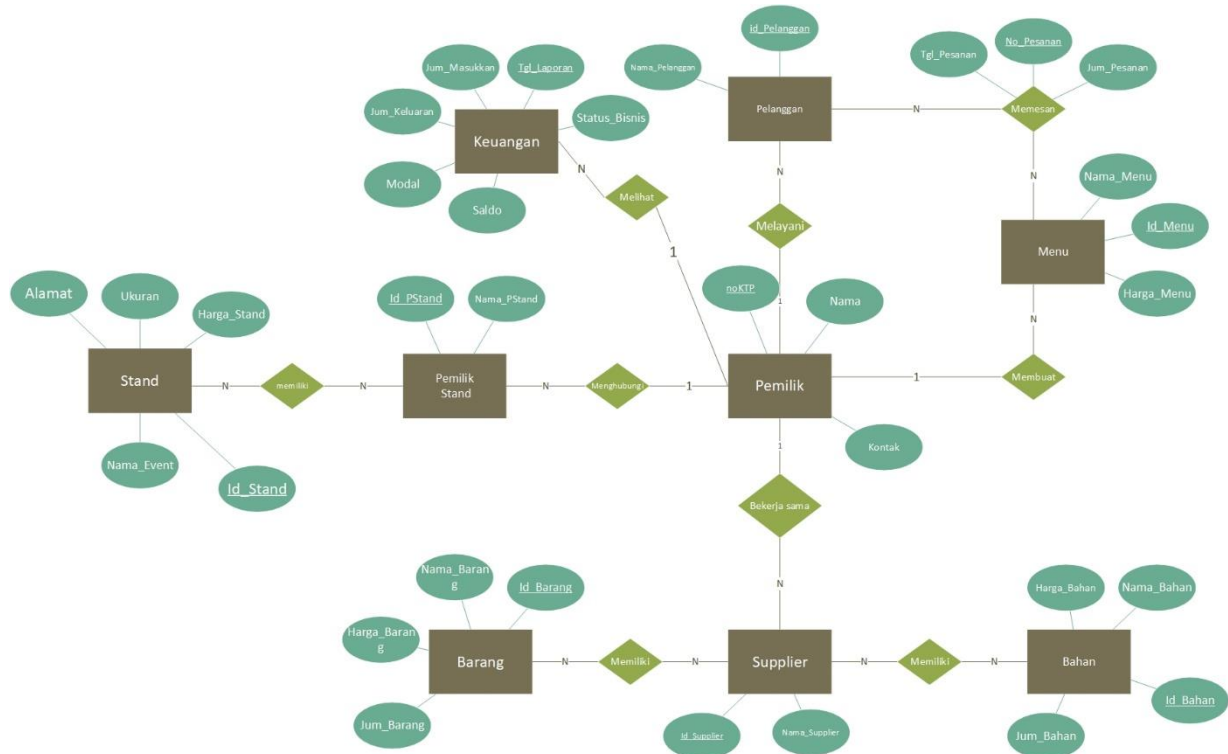 id_Pelanggan
No_Pesanan
Tgl_Pesanan
Jum_Masukkan
Tgl_Laporan
Nama_Pelanggan
Jum_Pesanan
Pelanggan
N
Memesan
Jum_Keluaran
Status_Bisnis
Keuangan
N
N
N
Modal
Melihat
Nama_Menu
Saldo
Melayani
Id_Menu
1
Menu
noKTP
Nama
Harga_Menu
Alamat
Ukuran
Id_PStand
Nama_PStand
1
Harga_Stand
N
Stand
N
memiliki
N
Pemilik
Stand
N
Menghubungi
1
Pemilik
1
Membuat
Nama_Event
Kontak
1
Id_Stand
Bekerja sama
Nama_Baran
g
Id_Barang
N
Harga_Bahan
Nama_Bahan
Harga_Baran
g
Barang
N
Memiliki
N
Supplier
N
Memiliki
N
Bahan
Id_Bahan
Jum_Barang
Id_Supplier
Nama_Supplier
Jum_Bahan